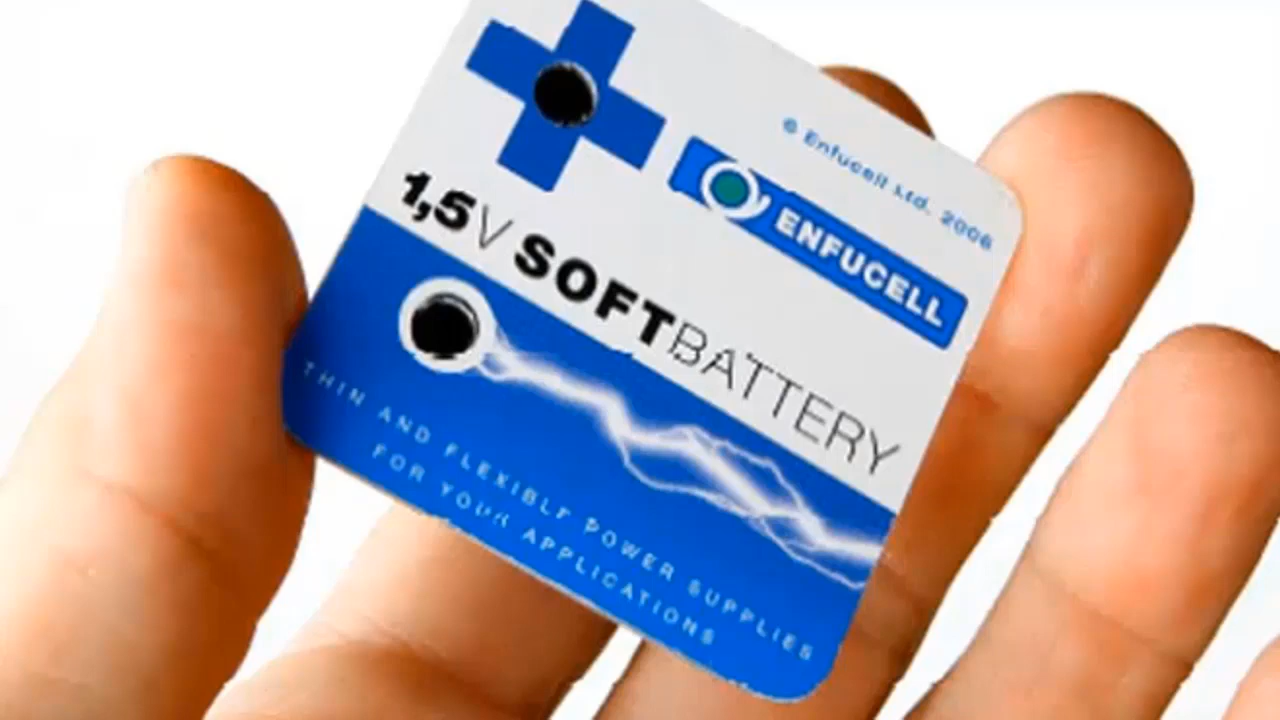 © Enfucell Ltd. 2006
ENFUCELL
1,5V SOFTBATTERY
THIN AND FLEXIBLE POWER SUPPLIES
FOR YOUR APPLICATIONS